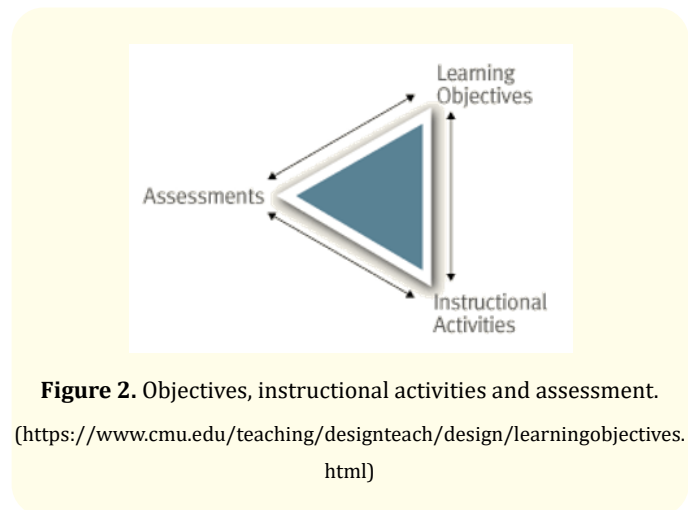 Learning
Objectives
Assessments
Instructional
Activities
Figure 2. Objectives, instructional activities and assessment.
(https://www.cmu.edu/teaching/designteach/design/learningobjectives.
html)